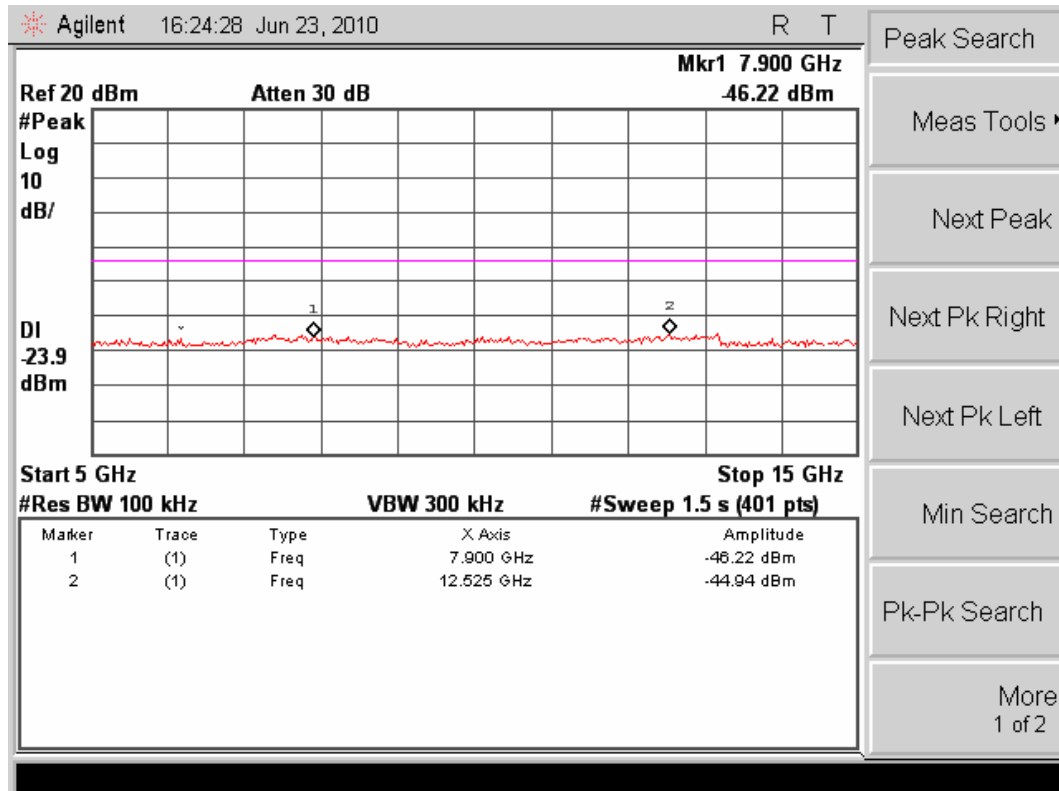 Agilent 16:24:28 Jun 23, 2010 R T
Mkr1 7.900 GHz
Ref 20 dBm Atten 30 dB -46.22 dBm
#Peak
Log
10
dB/
1 2
DI
-23.9
dBm
Start 5 GHz Stop 15 GHz
#Res BW 100 kHz VBW 300 kHz #Sweep 1.5 s (401 pts)
Marker Trace Type X Axis Amplitude
1 (1) Freq 7.900 GHz -46.22 dBm
2 (1) Freq 12.525 GHz -44.94 dBm
Peak Search
Meas Tools
Next Peak
Next Pk Right
Next Pk Left
Min Search
Pk-Pk Search
More
1 of 2